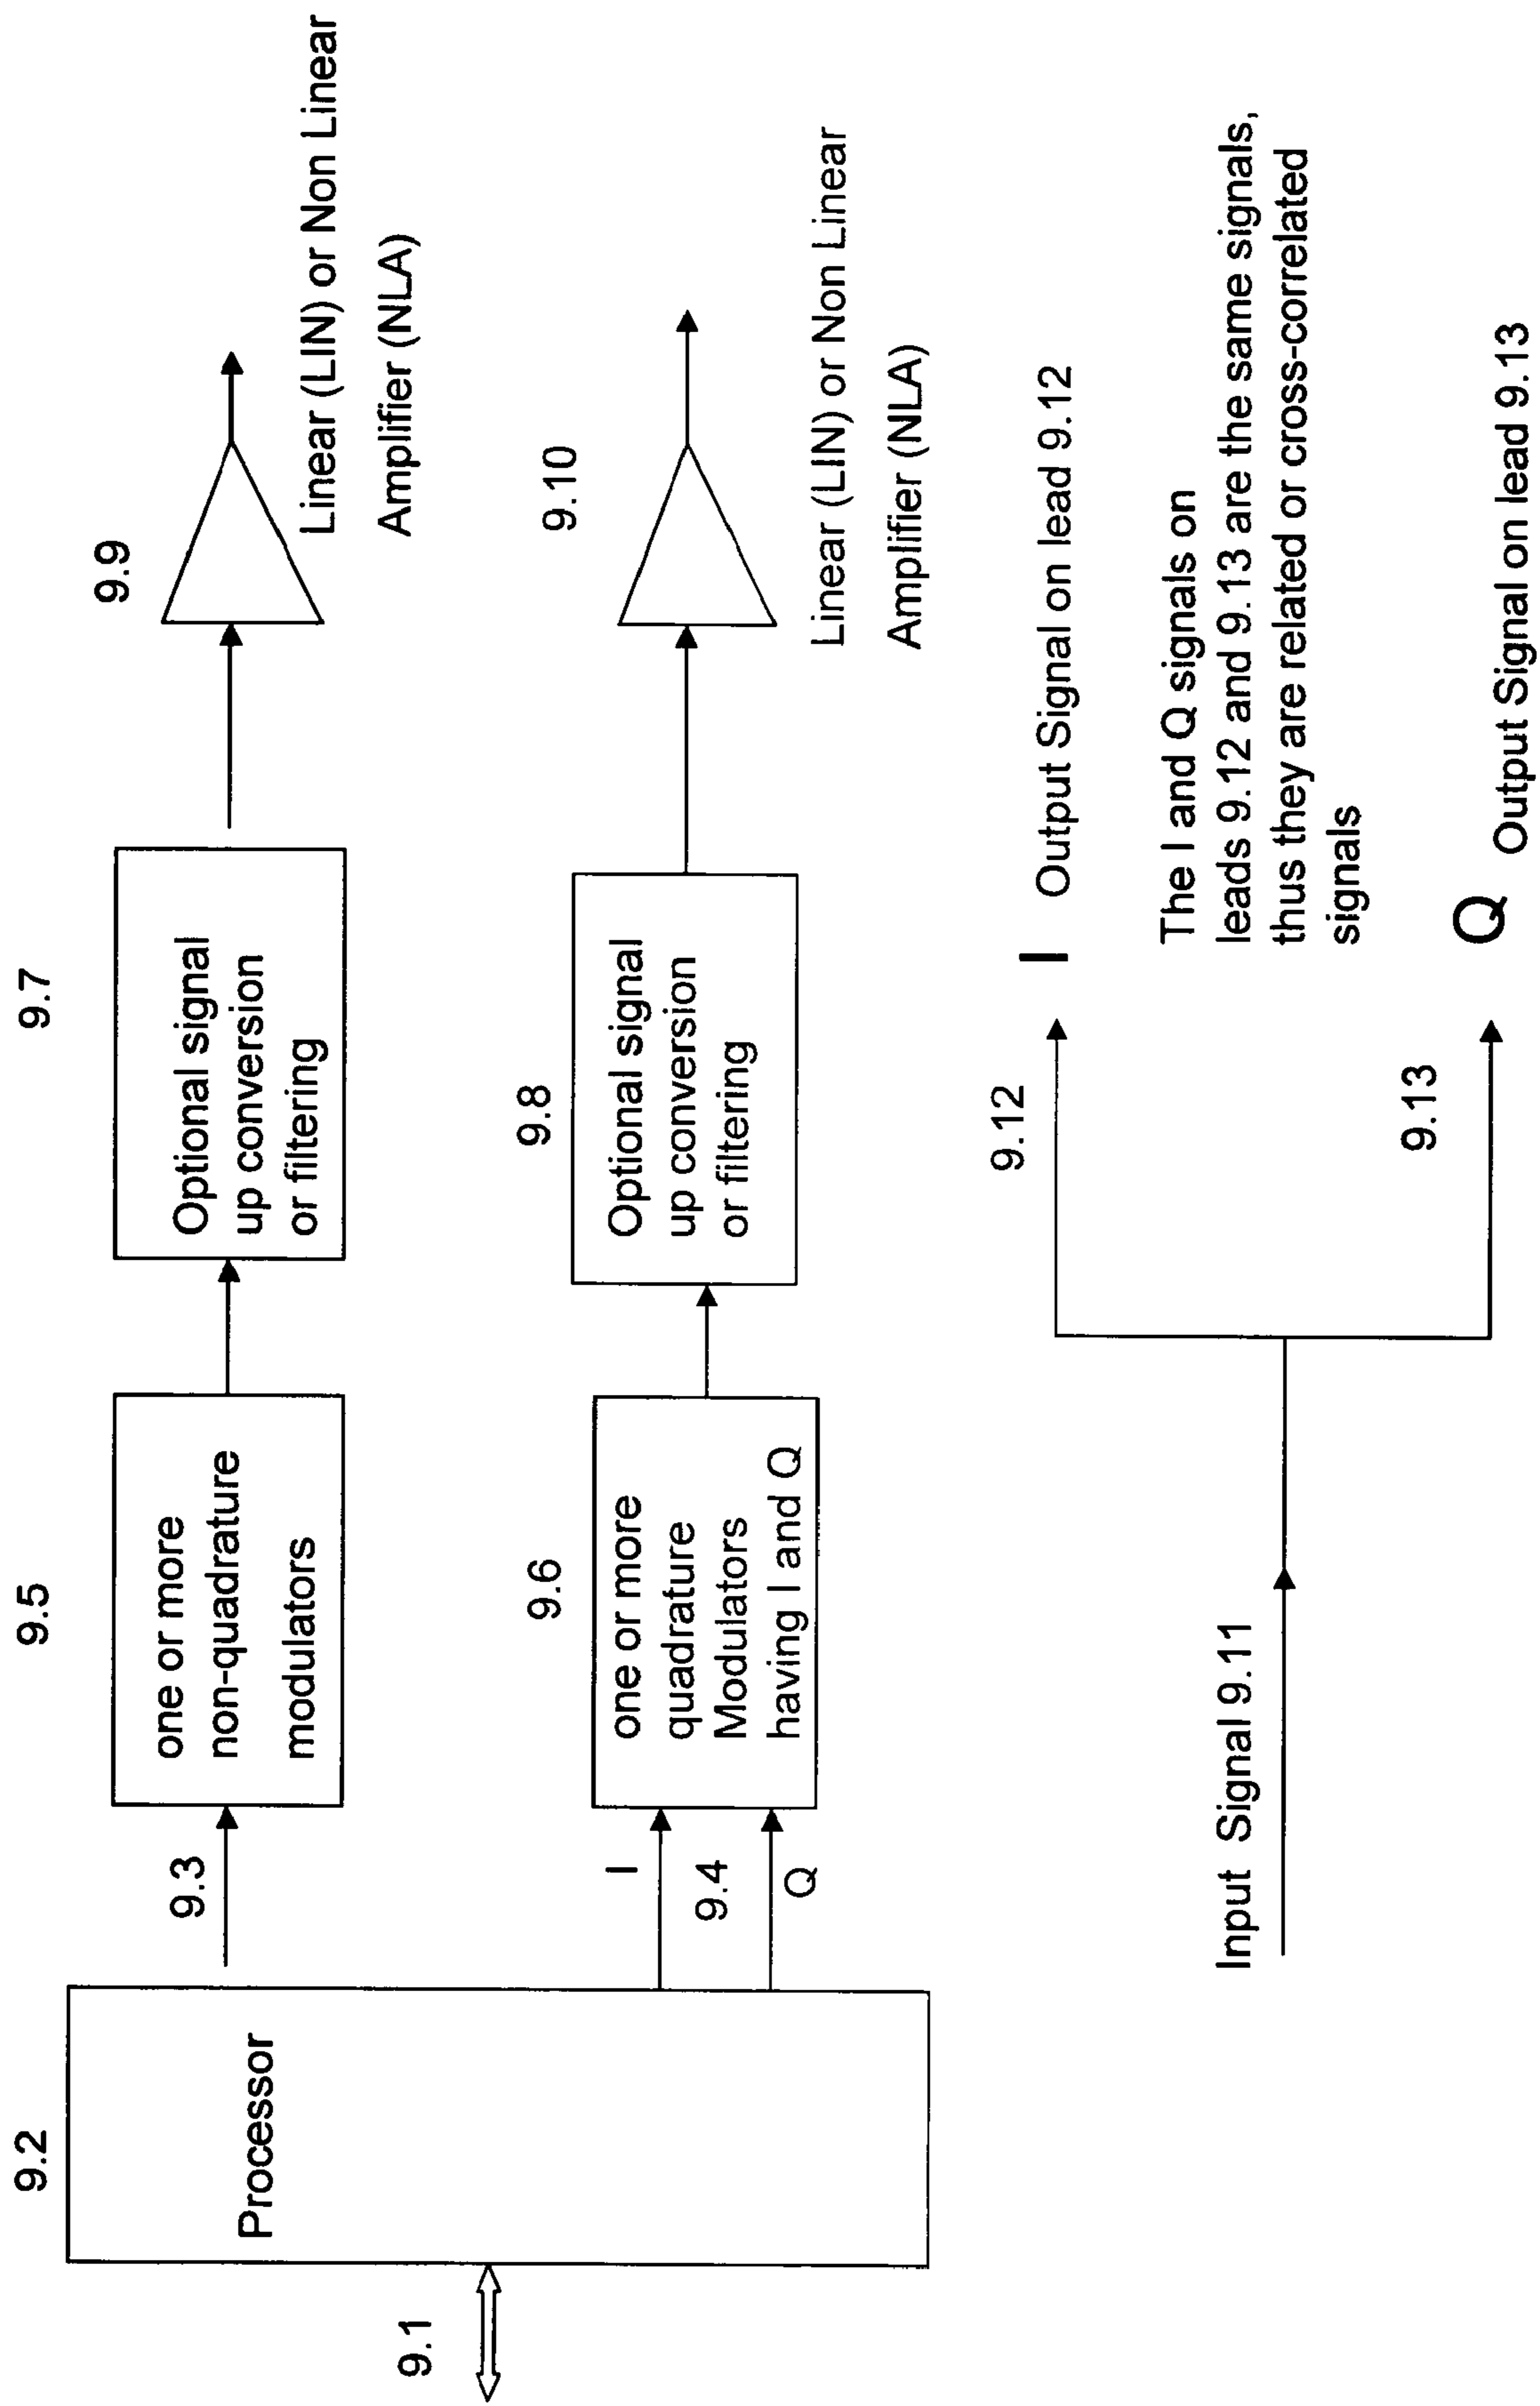 9.1
9.2
Processor
9.3
9.5
one or more
non-quadrature
modulators
9.7
Optional signal
up conversion
or filtering
9.9
Linear (LIN) or Non Linear
Amplifier (NLA)
I
9.4
Q
9.6
one or more
quadrature
Modulators
having I and Q
9.8
Optional signal
up conversion
or filtering
9.10
Linear (LIN) or Non Linear
Amplifier (NLA)
Input Signal 9.11
9.12
I Output Signal on lead 9.12
The I and Q signals on
leads 9.12 and 9.13 are the same signals,
thus they are related or cross-correlated
signals
9.13
Q Output Signal on lead 9.13